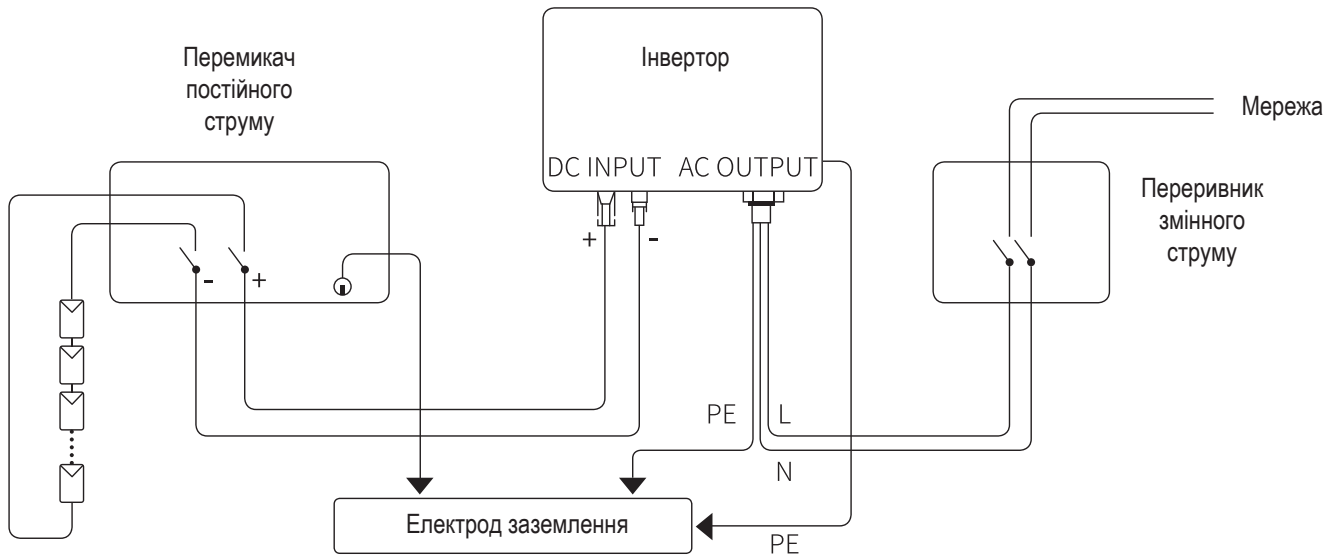 Перемикач
постійного
струму
Інвертор
DC INPUT AC OUTPUT
+ -
Мережа
Переривник
змінного
струму
- +
PE L
N
Електрод заземлення
PE